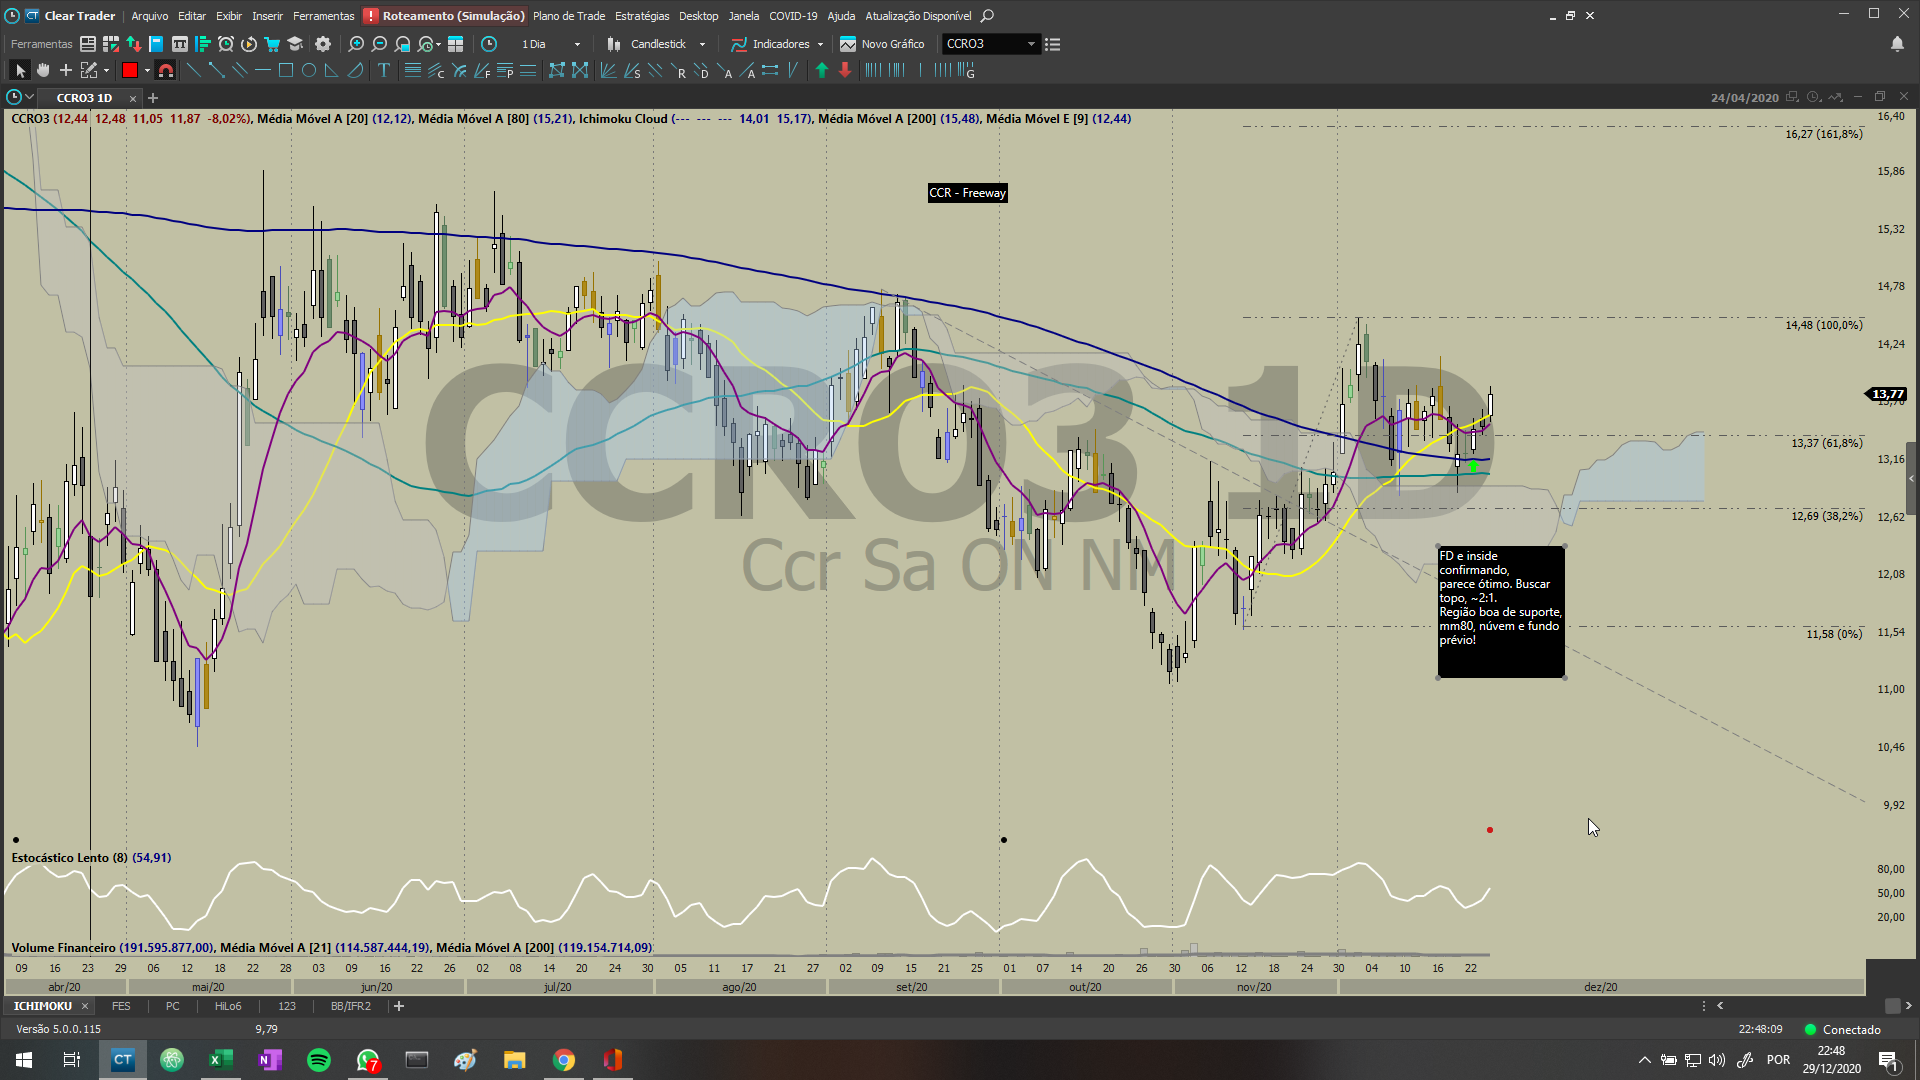 Clear Trader Arquivo Editar Exibir Inserir Ferramentas Roteamento (Simulação) Plano de Trade Estratégias Desktop Janela COVID-19 Ajuda Atualização Disponível
Ferramentas 1 Dia Candlestick Indicadores Novo Gráfico CCRO3
CCRO3 1D 24/04/2020
CCRO3 (12,44 12,48 11,05 11,87 -8,02%), Média Móvel A [20] (12,12), Média Móvel A [80] (15,21), Ichimoku Cloud (--- --- --- 14,01 15,17), Média Móvel A [200] (15,48), Média Móvel E [9] (12,44)
16,40
16,27 (161,8%)
15,86
CCR - Freeway
15,32
14,78
14,48 (100,0%)
14,24
13,77
13,37 (61,8%)
13,16
12,69 (38,2%)
12,62
12,08
11,58 (0%)
11,54
11,00
10,46
9,92
CCRO3 1D
Ccr Sa ON NM
FD e inside
confirmando,
parece ótimo. Buscar
topo, ~2:1.
Região boa de suporte,
mm80, núvem e fundo
prévio!
Estocástico Lento (8) (54,91)
80,00
50,00
20,00
Volume Financeiro (191.595.877,00), Média Móvel A [21] (114.587.444,19), Média Móvel A [200] (119.154.714,09)
09 16 23 29 06 12 18 22 28 03 09 16 22 26 02 08 14 20 24 30 05 11 17 21 27 02 09 15 21 25 01 07 14 20 26 30 06 12 18 24 30 04 10 16 22
abr/20 mai/20 jun/20 jul/20 ago/20 set/20 out/20 nov/20 dez/20
ICHIMOKU FES PC HiLo6 123 BB/IFR2
Versão 5.0.0.115 9,79 22:48:09 Conectado
CT 7 POR 22:48
29/12/2020 1